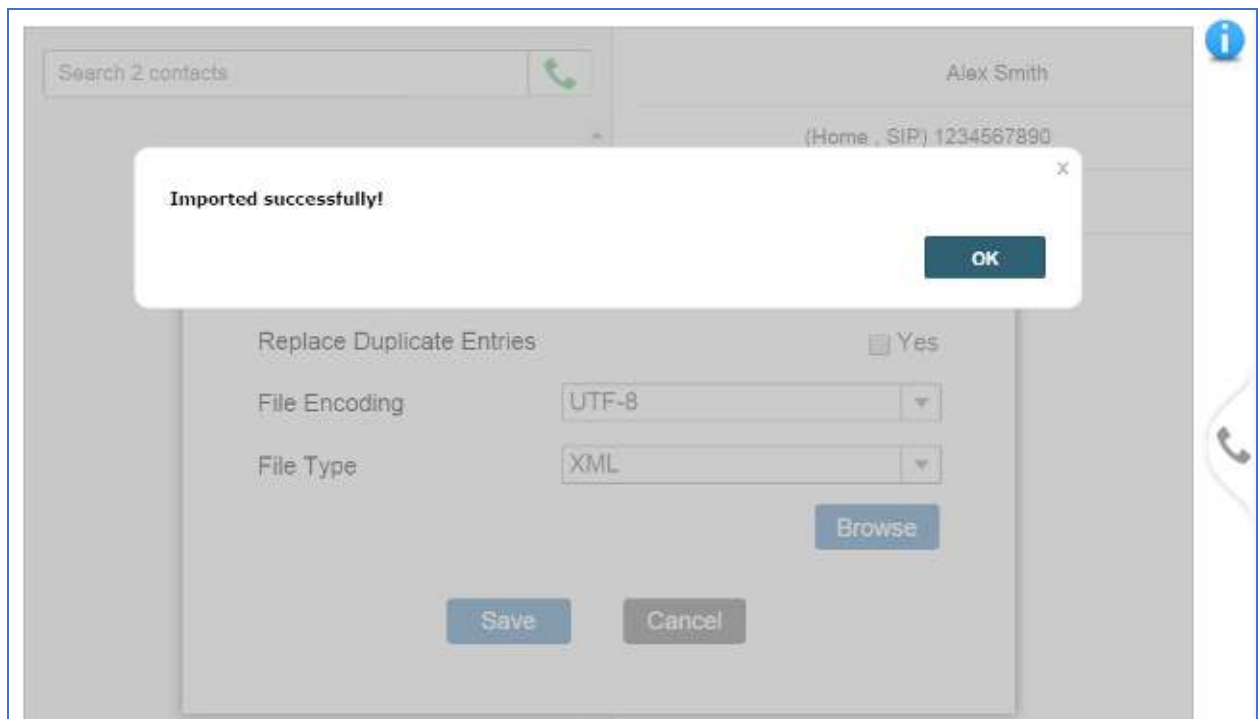 Search 2 contacts
Alex Smith
(Home , SIP) 1234567890
x
Imported successfully!
OK
Replace Duplicate Entries
Yes
File Encoding
UTF-8
File Type
XML
Browse
Save
Cancel